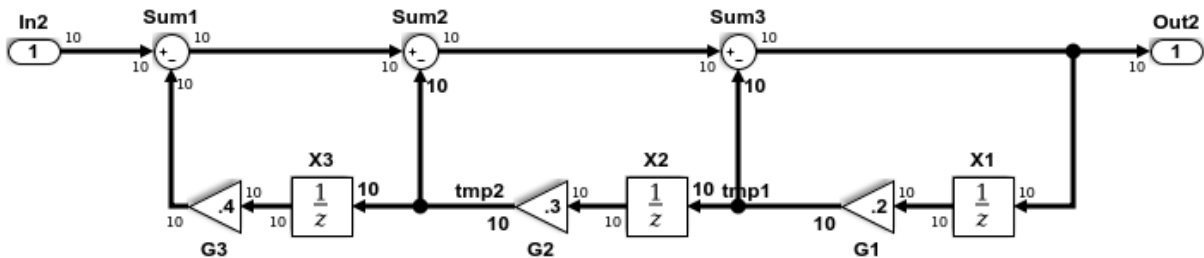 In2 Sum1 Sum2 Sum3 Out2
1 10 10 + − 10 10 + − 10 10 + − 10 10 1
10 10 10
X3 X2 X1
.4 10 1/z 10 tmp2 .3 10 1/z 10 tmp1 .2 10 1/z
10 10 10 10 10 10
G3 G2 G1